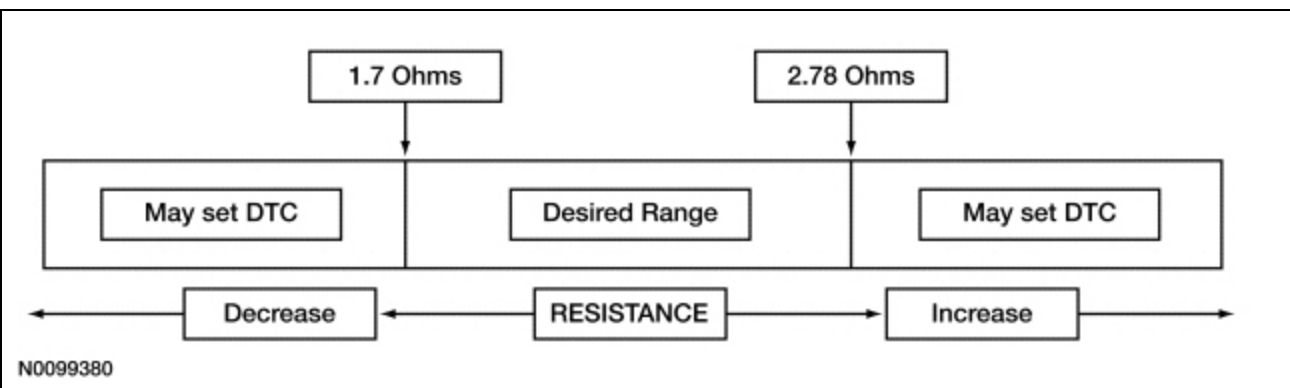 1.7 Ohms
2.78 Ohms
May set DTC
Desired Range
May set DTC
Decrease
RESISTANCE
Increase
N0099380